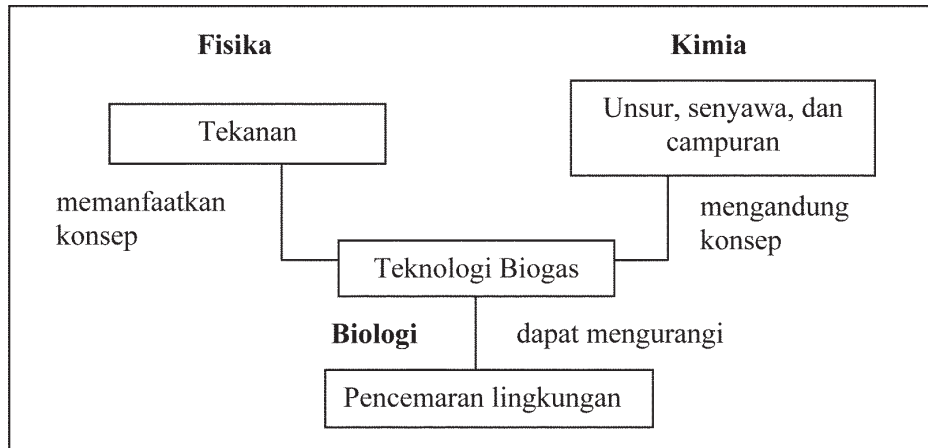 Fisika
Kimia
Tekanan
Unsur, senyawa, dan
campuran
memanfaatkan
konsep
mengandung
konsep
Teknologi Biogas
Biologi
dapat mengurangi
Pencemaran lingkungan